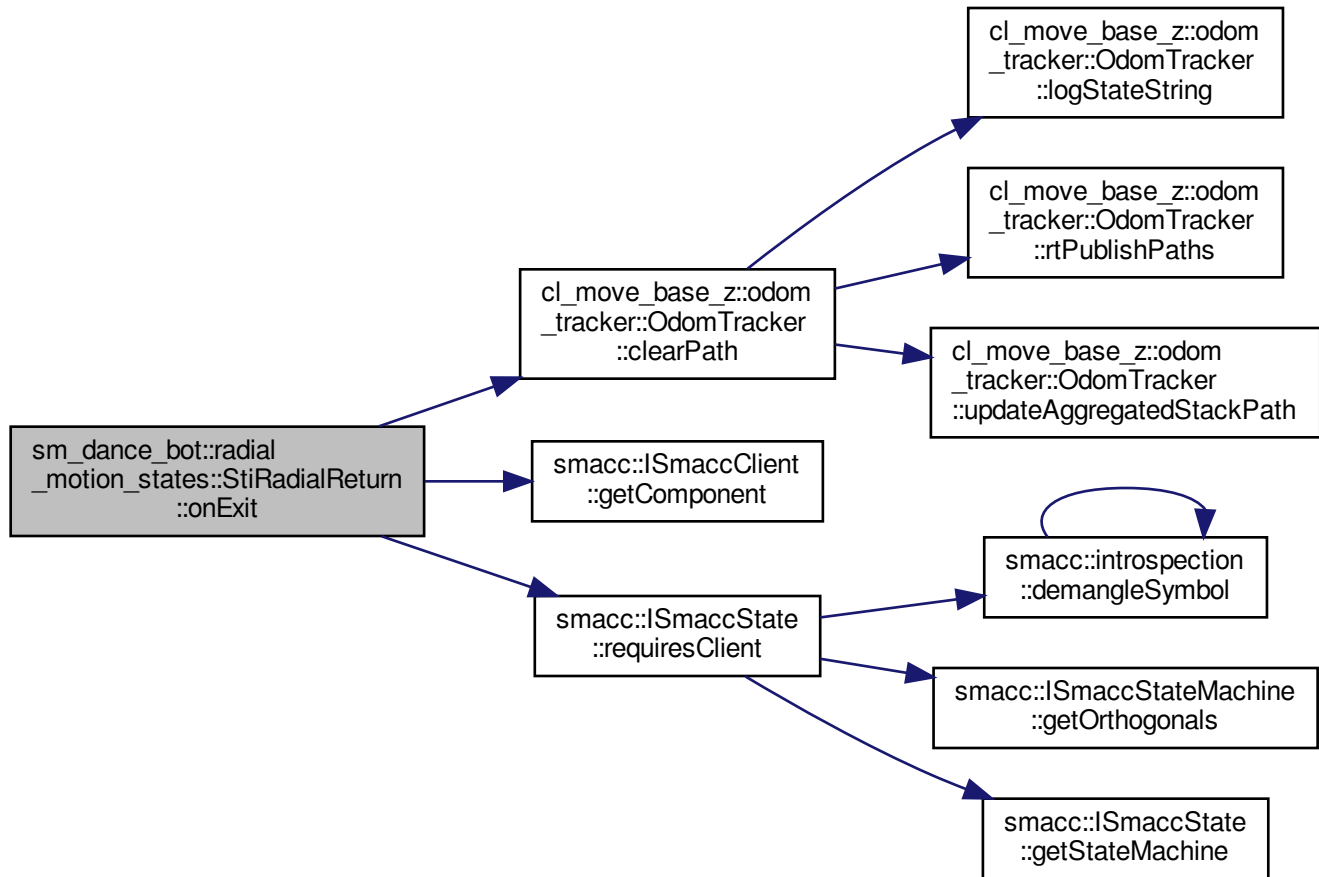 cl_move_base_z::odom
_tracker::OdomTracker
::logStateString
cl_move_base_z::odom
_tracker::OdomTracker
::rtPublishPaths
cl_move_base_z::odom
_tracker::OdomTracker
::clearPath
cl_move_base_z::odom
_tracker::OdomTracker
::updateAggregatedStackPath
sm_dance_bot::radial
_motion_states::StiRadialReturn
::onExit
smacc::ISmaccClient
::getComponent
smacc::introspection
::demangleSymbol
smacc::ISmaccState
::requiresClient
smacc::ISmaccStateMachine
::getOrthogonals
smacc::ISmaccState
::getStateMachine